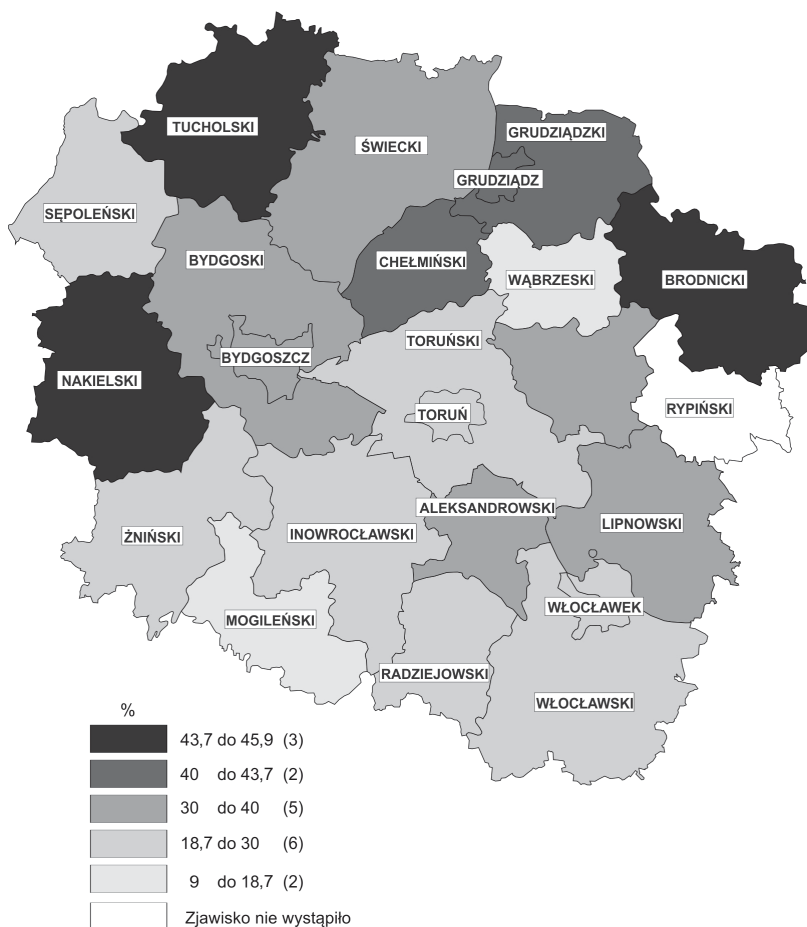 TUCHOLSKI
GRUDZIĄDZKI
ŚWIECKI
GRUDZIĄDZ
SĘPOLEŃSKI
BYDGOSKI
CHEŁMIŃSKI
WĄBRZESKI
BRODNICKI
TORUŃSKI
BYDGOSZCZ
NAKIELSKI
TORUŃ
RYPIŃSKI
ALEKSANDROWSKI
LIPNOWSKI
ŻNIŃSKI
INOWROCŁAWSKI
WŁOCŁAWEK
MOGILEŃSKI
RADZIEJOWSKI
WŁOCŁAWSKI
%
43,7 do 45,9 (3)
40 do 43,7 (2)
30 do 40 (5)
18,7 do 30 (6)
9 do 18,7 (2)
Zjawisko nie wystąpiło